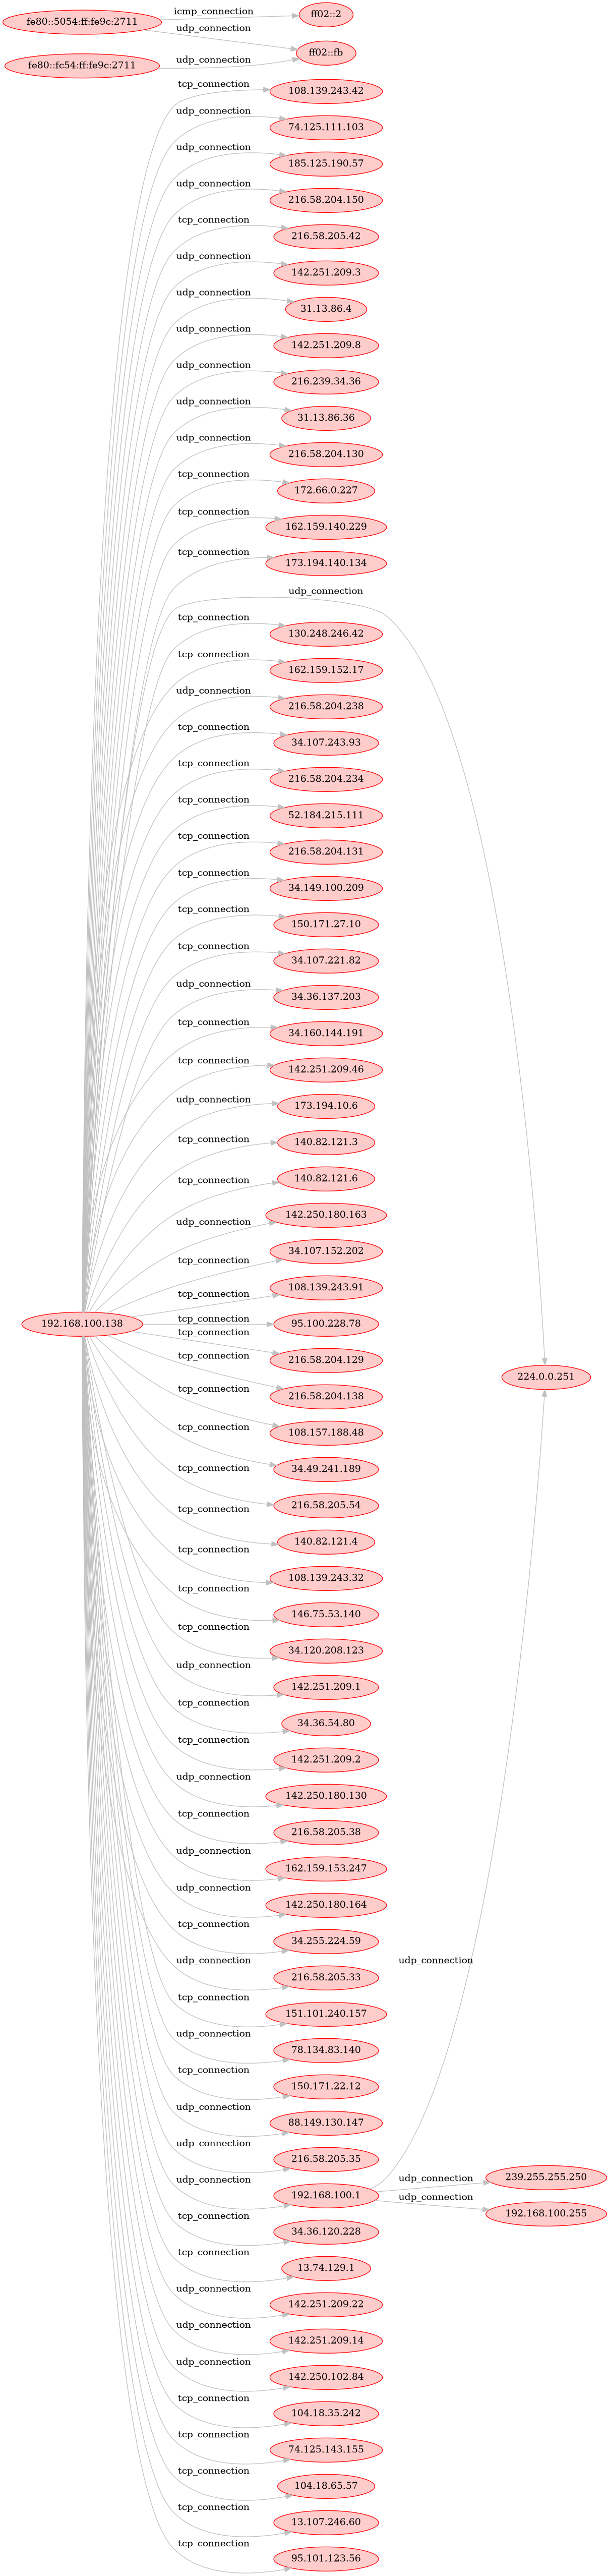 fe80::5054:ff:fe9c:2711
icmp_connection
ff02::2
udp_connection
ff02::fb
fe80::fc54:ff:fe9c:2711
udp_connection
tcp_connection
108.139.243.42
udp_connection
74.125.111.103
udp_connection
185.125.190.57
udp_connection
216.58.204.150
tcp_connection
216.58.205.42
udp_connection
142.251.209.3
udp_connection
31.13.86.4
udp_connection
142.251.209.8
udp_connection
216.239.34.36
udp_connection
31.13.86.36
udp_connection
216.58.204.130
tcp_connection
172.66.0.227
tcp_connection
162.159.140.229
tcp_connection
173.194.140.134
udp_connection
tcp_connection
130.248.246.42
tcp_connection
162.159.152.17
udp_connection
216.58.204.238
tcp_connection
34.107.243.93
tcp_connection
216.58.204.234
tcp_connection
52.184.215.111
tcp_connection
216.58.204.131
tcp_connection
34.149.100.209
tcp_connection
150.171.27.10
tcp_connection
34.107.221.82
udp_connection
34.36.137.203
tcp_connection
34.160.144.191
tcp_connection
142.251.209.46
udp_connection
173.194.10.6
tcp_connection
140.82.121.3
tcp_connection
140.82.121.6
udp_connection
142.250.180.163
tcp_connection
34.107.152.202
tcp_connection
108.139.243.91
192.168.100.138
tcp_connection
95.100.228.78
tcp_connection
216.58.204.129
224.0.0.251
tcp_connection
216.58.204.138
tcp_connection
108.157.188.48
tcp_connection
34.49.241.189
tcp_connection
216.58.205.54
tcp_connection
140.82.121.4
tcp_connection
108.139.243.32
tcp_connection
146.75.53.140
tcp_connection
34.120.208.123
udp_connection
142.251.209.1
tcp_connection
34.36.54.80
tcp_connection
142.251.209.2
udp_connection
142.250.180.130
tcp_connection
216.58.205.38
udp_connection
162.159.153.247
udp_connection
142.250.180.164
tcp_connection
34.255.224.59
udp_connection
udp_connection
216.58.205.33
tcp_connection
151.101.240.157
udp_connection
78.134.83.140
tcp_connection
150.171.22.12
udp_connection
88.149.130.147
udp_connection
216.58.205.35
udp_connection
192.168.100.1
udp_connection
239.255.255.250
udp_connection
192.168.100.255
tcp_connection
34.36.120.228
tcp_connection
13.74.129.1
udp_connection
142.251.209.22
udp_connection
142.251.209.14
udp_connection
142.250.102.84
tcp_connection
104.18.35.242
tcp_connection
74.125.143.155
tcp_connection
104.18.65.57
tcp_connection
13.107.246.60
tcp_connection
95.101.123.56